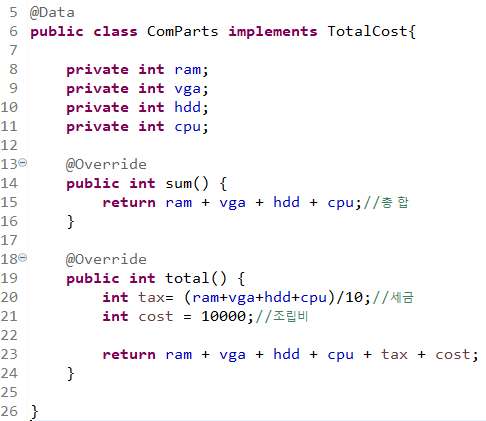 5 @Data
6 public class ComParts implements TotalCost{
7
8     private int ram;
9     private int vga;
10     private int hdd;
11     private int cpu;
12
13     @Override
14     public int sum() {
15         return ram + vga + hdd + cpu;//총 합
16     }
17
18     @Override
19     public int total() {
20         int tax= (ram+vga+hdd+cpu)/10;//세금
21         int cost = 10000;//조립비
22
23         return ram + vga + hdd + cpu + tax + cost;
24     }
25
26 }